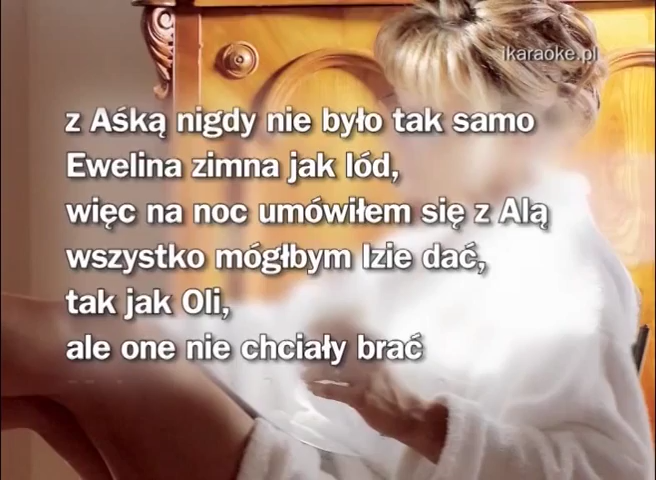 ikaraoke.pl
z Aśką nigdy nie było tak samo
Ewelina zimna jak lód,
więc na noc umówiłem się z Alą
wszystko mógłbym Izie dać,
tak jak Oli,
ale one nie chciały brać